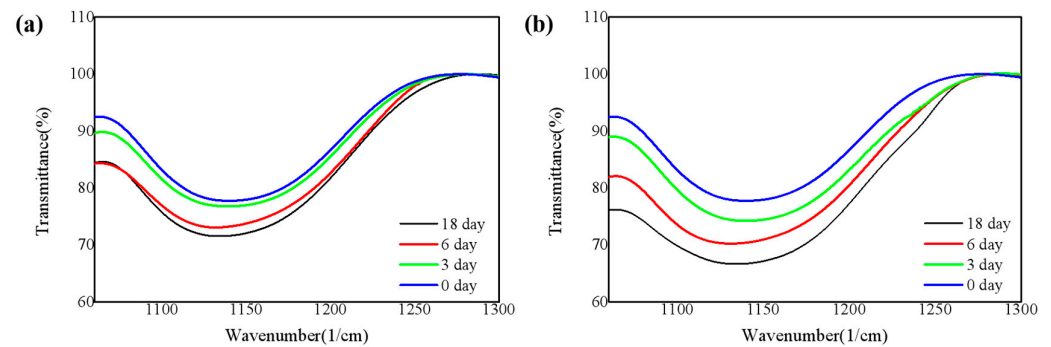 (a)
110
100
90
80
70
60
Transmittance(%)
1100
1150
1200
1250
1300
Wavenumber(1/cm)
18 day
6 day
3 day
0 day
(b)
110
100
90
80
70
60
Transmittance(%)
1100
1150
1200
1250
1300
Wavenumber(1/cm)
18 day
6 day
3 day
0 day